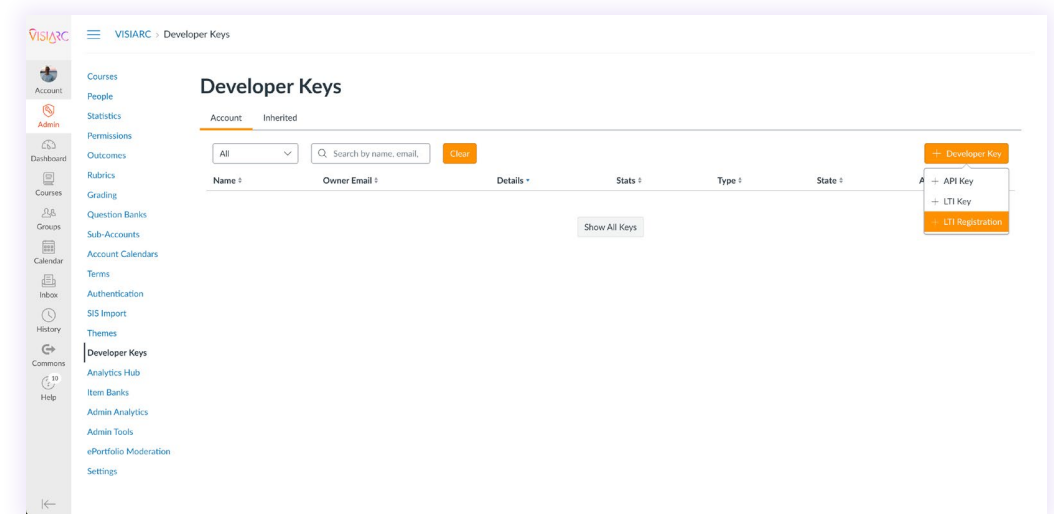 VISIARC
VISIARC > Developer Keys
Account
Admin
Dashboard
Courses
Groups
Calendar
Inbox
History
Commons
10
Help
Courses
People
Statistics
Permissions
Outcomes
Rubrics
Grading
Question Banks
Sub-Accounts
Account Calendars
Terms
Authentication
SIS Import
Themes
Developer Keys
Analytics Hub
Item Banks
Admin Analytics
Admin Tools
ePortfolio Moderation
Settings
Developer Keys
Account Inherited
All Search by name, email, Clear + Developer Key
Name Owner Email Details Stats Type State A
+ API Key
+ LTI Key
+ LTI Registration
Show All Keys